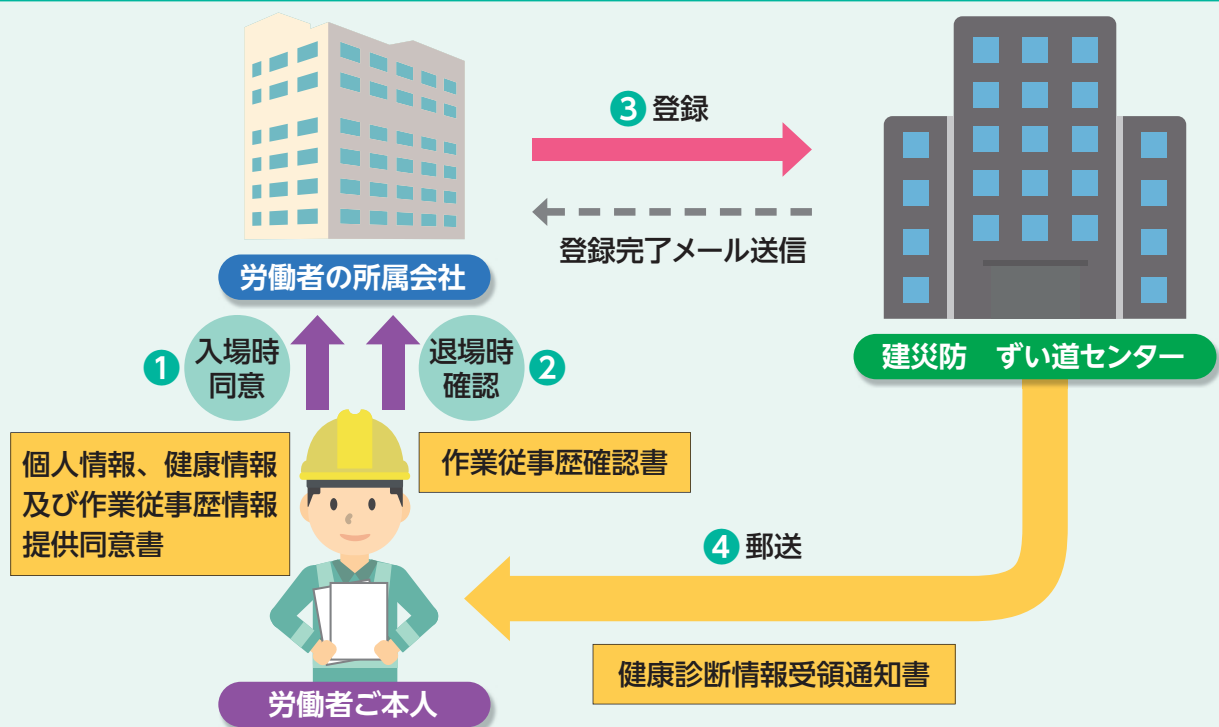 ❸ 登録
登録完了メール送信
労働者の所属会社
建災防 ずい道センター
❶ 入場時
同意
退場時 ❷
確認
個人情報、健康情報
及び作業従事歴情報
提供同意書
作業従事歴確認書
❹ 郵送
健康診断情報受領通知書
労働者ご本人